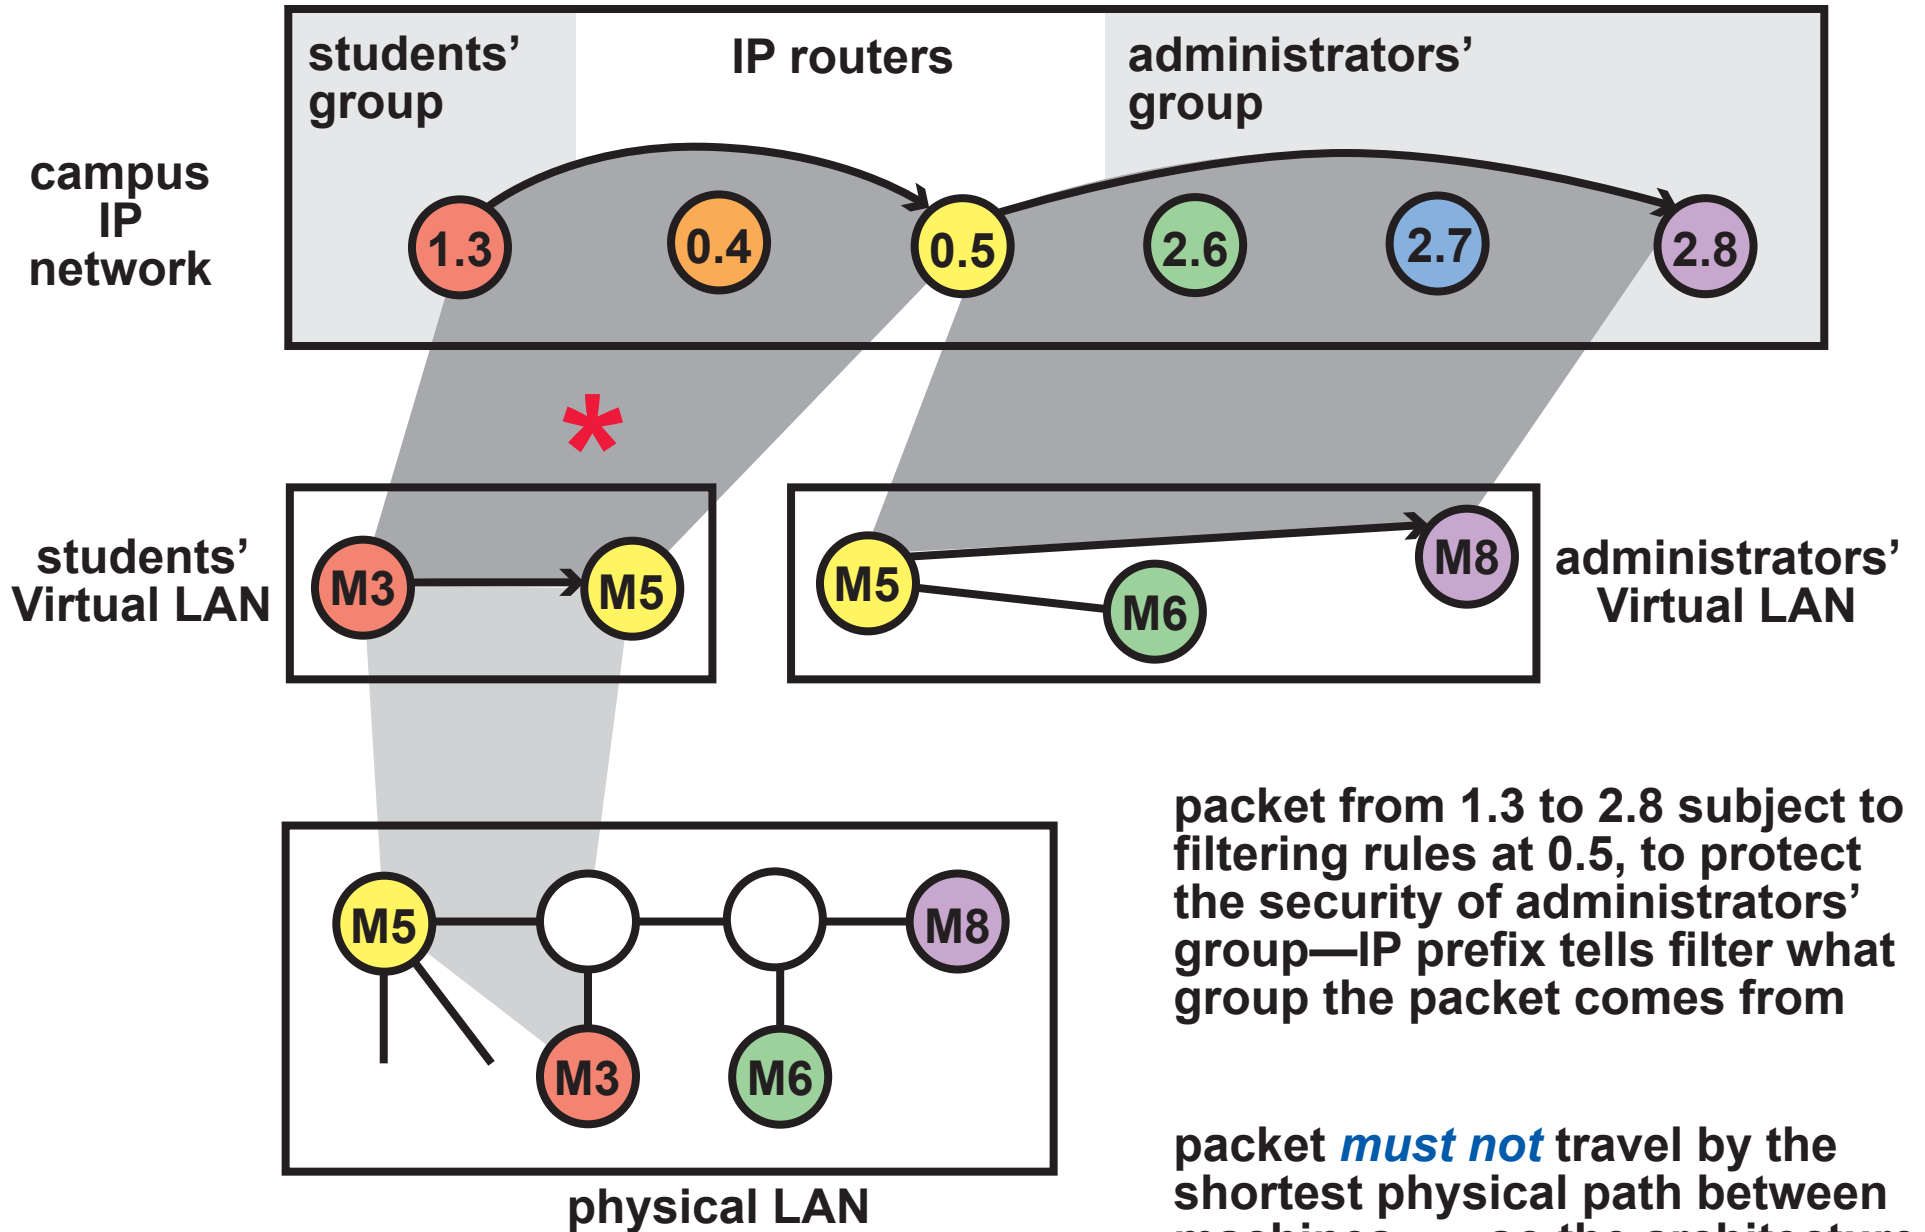 students’
group
IP routers
administrators’
group
campus
IP
network
1.3
0.4
0.5
2.6
2.7
2.8
*
students’
Virtual LAN
M3
M5
M5
M6
M8
administrators’
Virtual LAN
M5
M8
M3
M6
physical LAN
packet from 1.3 to 2.8 subject to
filtering rules at 0.5, to protect
the security of administrators’
group—IP prefix tells filter what
group the packet comes from
packet must not travel by the
shortest physical path between